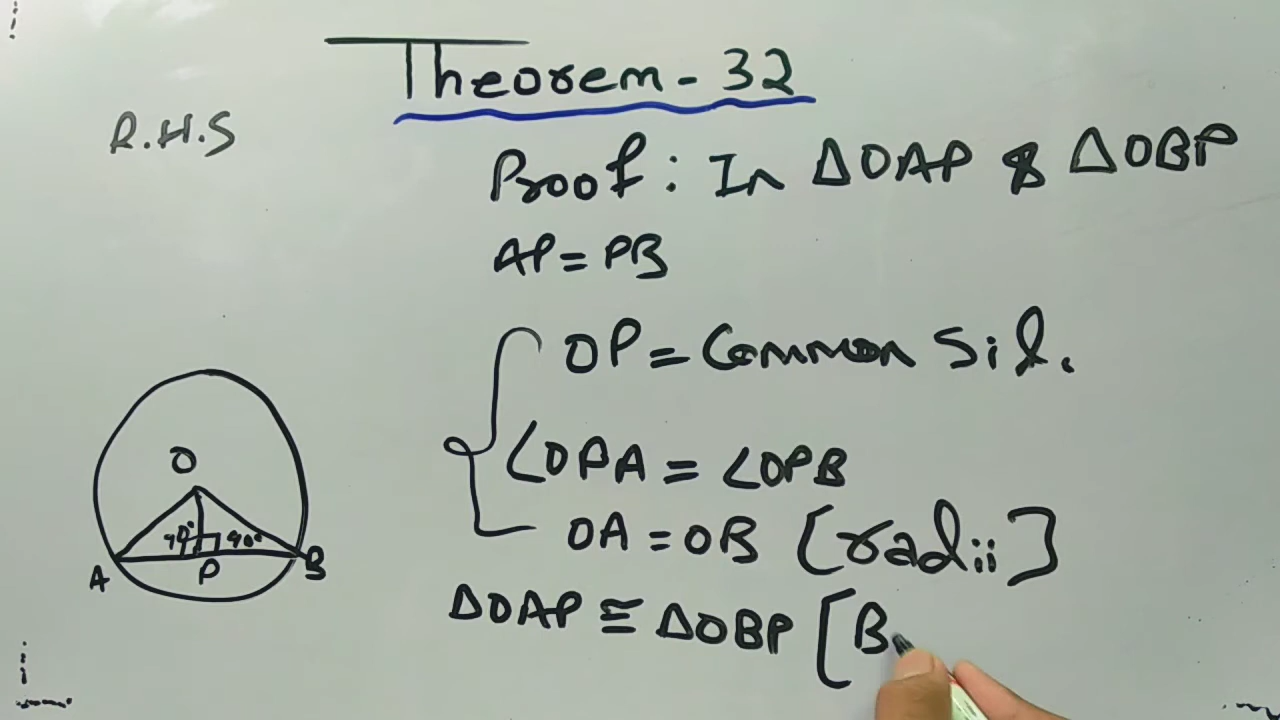 Theorem - 32
R.H.S
Proof : In ΔOAP & ΔOBP
AP = PB
OP = Common Sid.
∠OPA = ∠OPB
OA = OB [radii]
ΔOAP ≅ ΔOBP [B
O
90° 90°
A P B